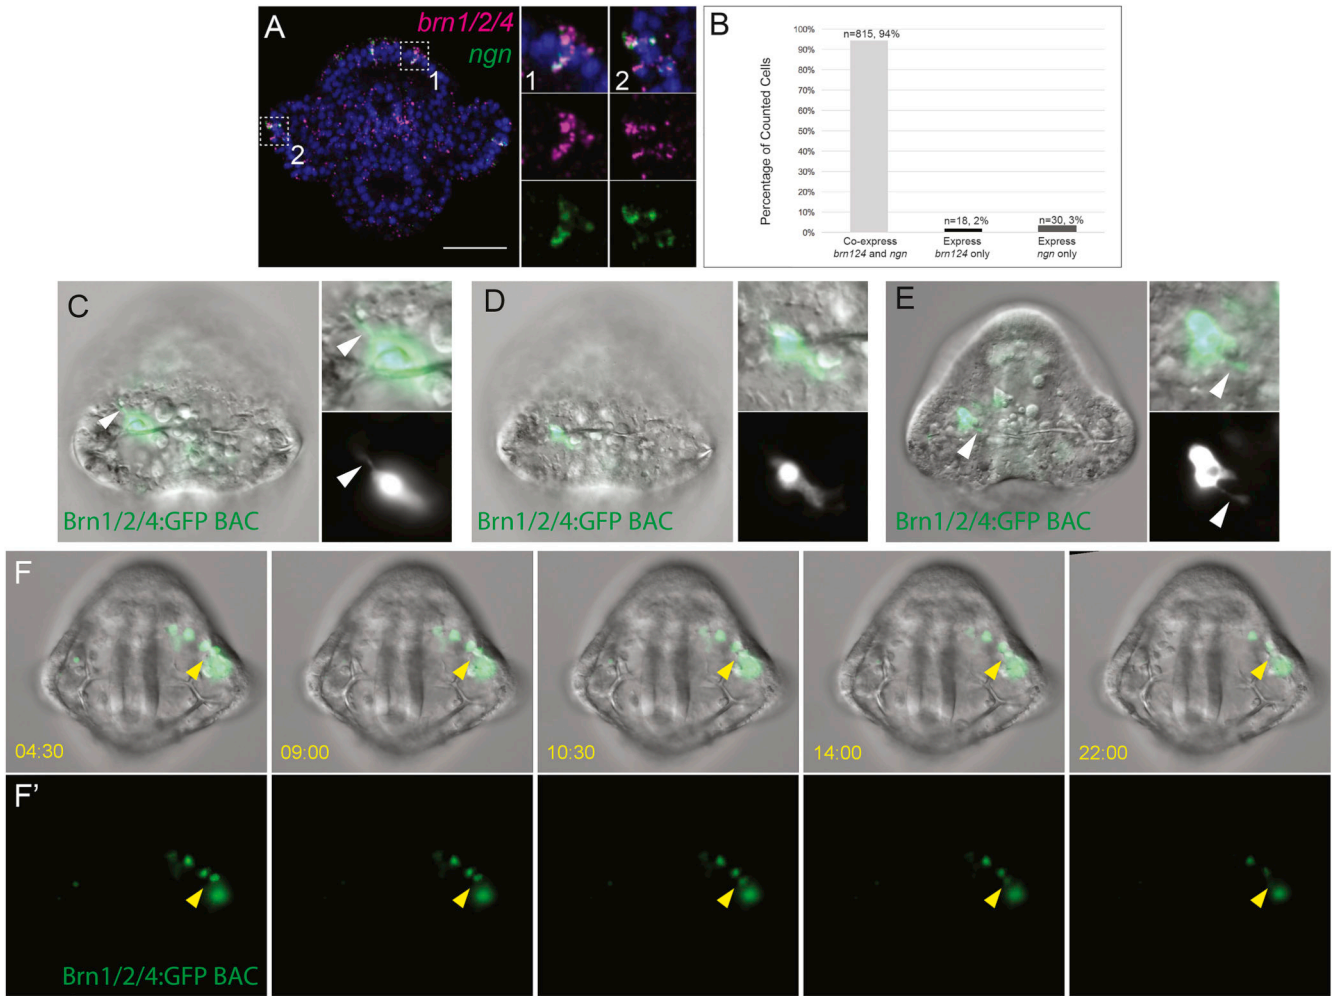 A
brn1/2/4
ngn
1
2
1
2
B
Percentage of Counted Cells
100%
90%
80%
70%
60%
50%
40%
30%
20%
10%
0%
n=815, 94%
n=18, 2%
n=30, 3%
Co-express
brn124 and ngn
Express
brn124 only
Express
ngn only
C
Brn1/2/4:GFP BAC
D
Brn1/2/4:GFP BAC
E
Brn1/2/4:GFP BAC
F
04:30
09:00
10:30
14:00
22:00
F'
Brn1/2/4:GFP BAC